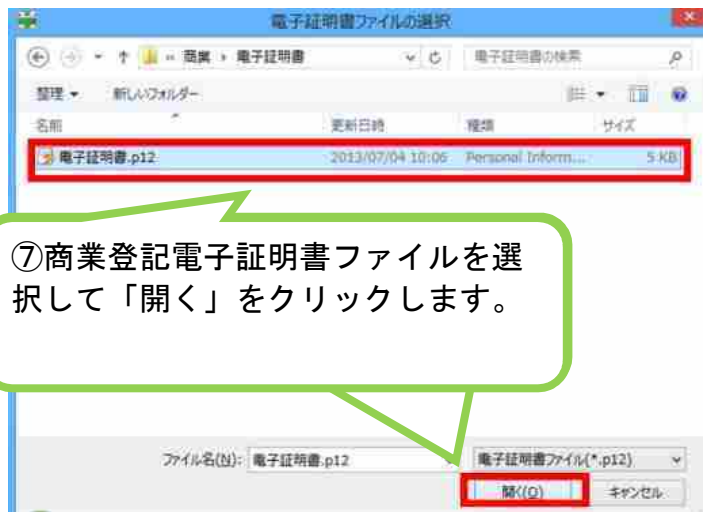 電子証明書ファイルの選択
« 商業 › 電子証明書
電子証明書の検索
整理 新しいフォルダー
名前 更新日時 種類 サイズ
電子証明書.p12 2013/07/04 10:06 Personal Inform... 5 KB
⑦商業登記電子証明書ファイルを選
択して「開く」をクリックします。
ファイル名(N): 電子証明書.p12 電子証明書ファイル(*.p12)
開く(O) キャンセル